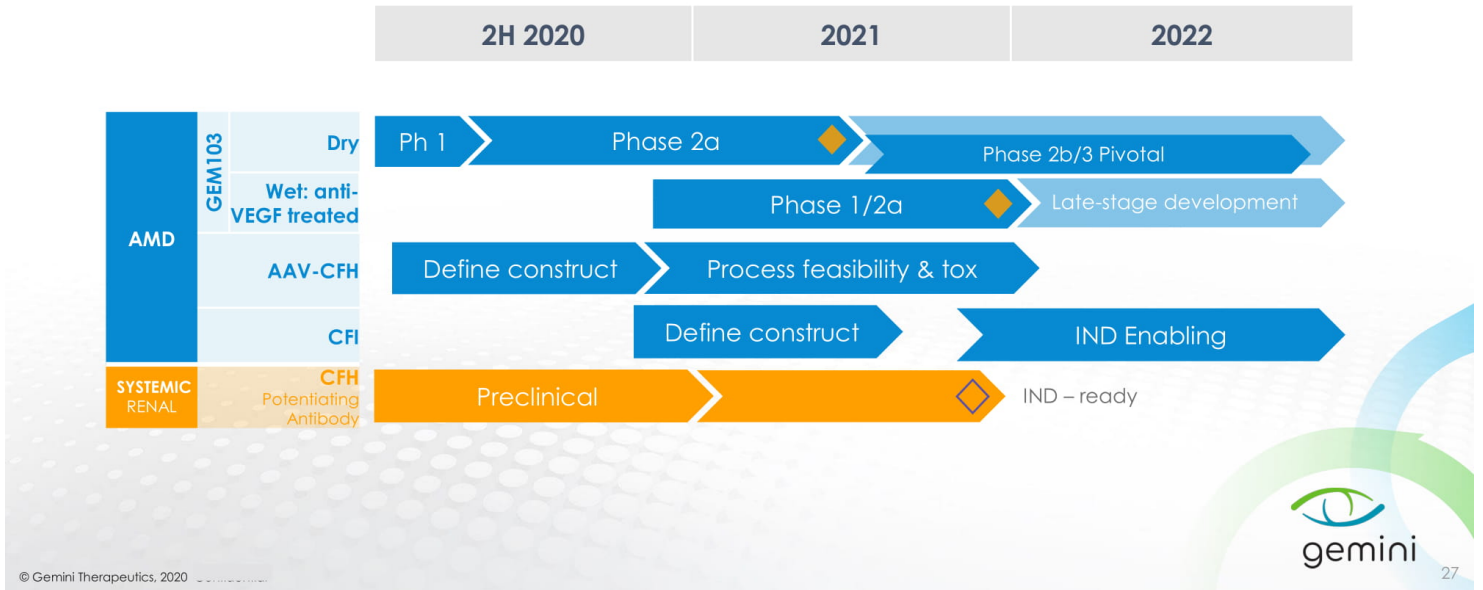 2H 2020
2021
2022
AMD
GEM103
Dry
Ph 1
Phase 2a
Phase 2b/3 Pivotal
Wet: anti-
VEGF treated
Phase 1/2a
Late-stage development
AAV-CFH
Define construct
Process feasibility & tox
CFI
Define construct
IND Enabling
SYSTEMIC
RENAL
CFH
Potentiating
Antibody
Preclinical
IND – ready
gemini
© Gemini Therapeutics, 2020
27